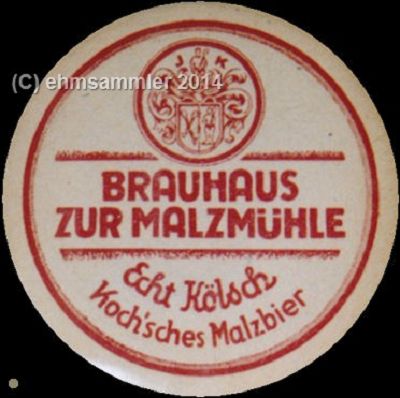 (C) ehmsammler 2014
J K
BRAUHAUS
ZUR MALZMÜHLE
Echt Kölsch
Koch'sches Malzbier